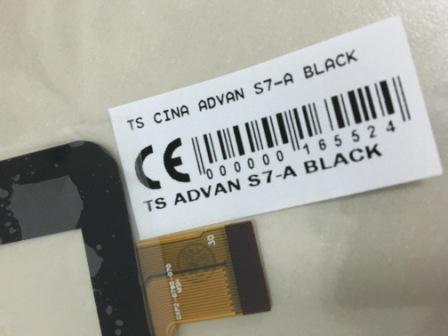 TS CINA ADVAN S7-A BLACK
CE
000000 165524
TS ADVAN S7-A BLACK